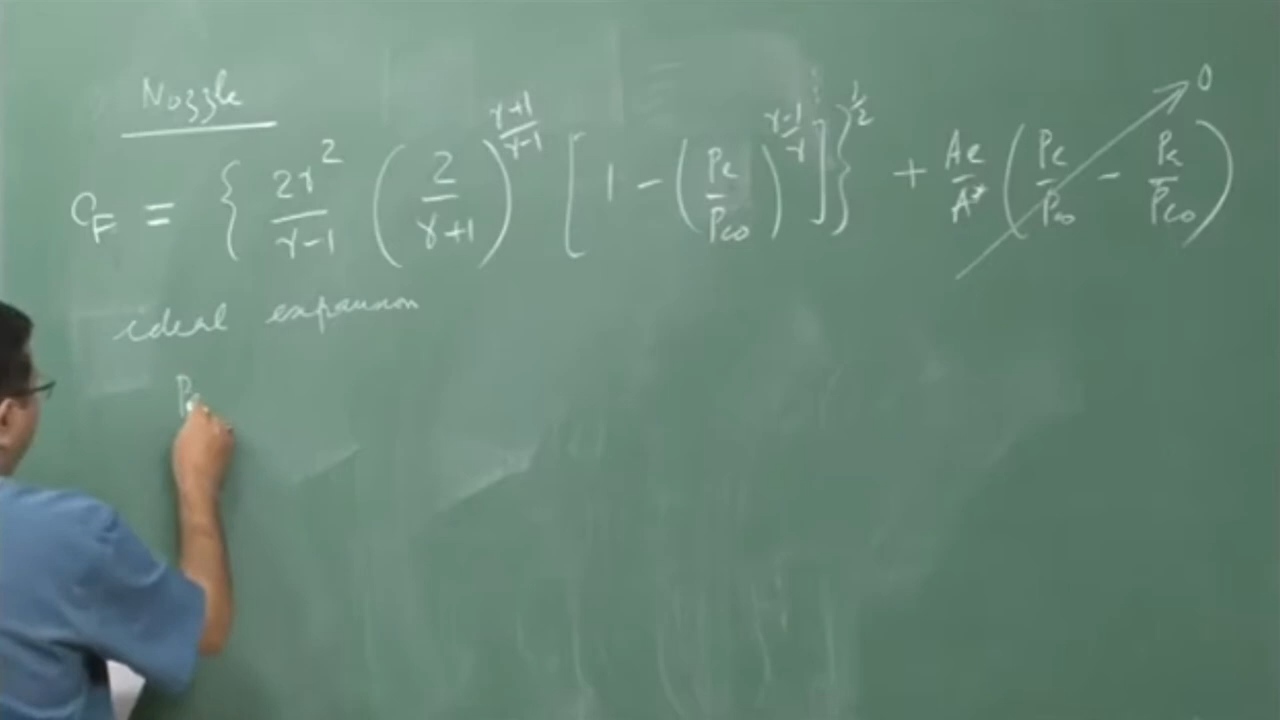 Nozzle
C_F = { 2γ²/(γ-1) (2/(γ+1))^((γ+1)/(γ-1)) [1 - (Pe/Pco)^((γ-1)/γ)] }^(1/2) + Ae/A* (Pe/Pco - Pa/Pco) → 0
ideal expansion
Pe